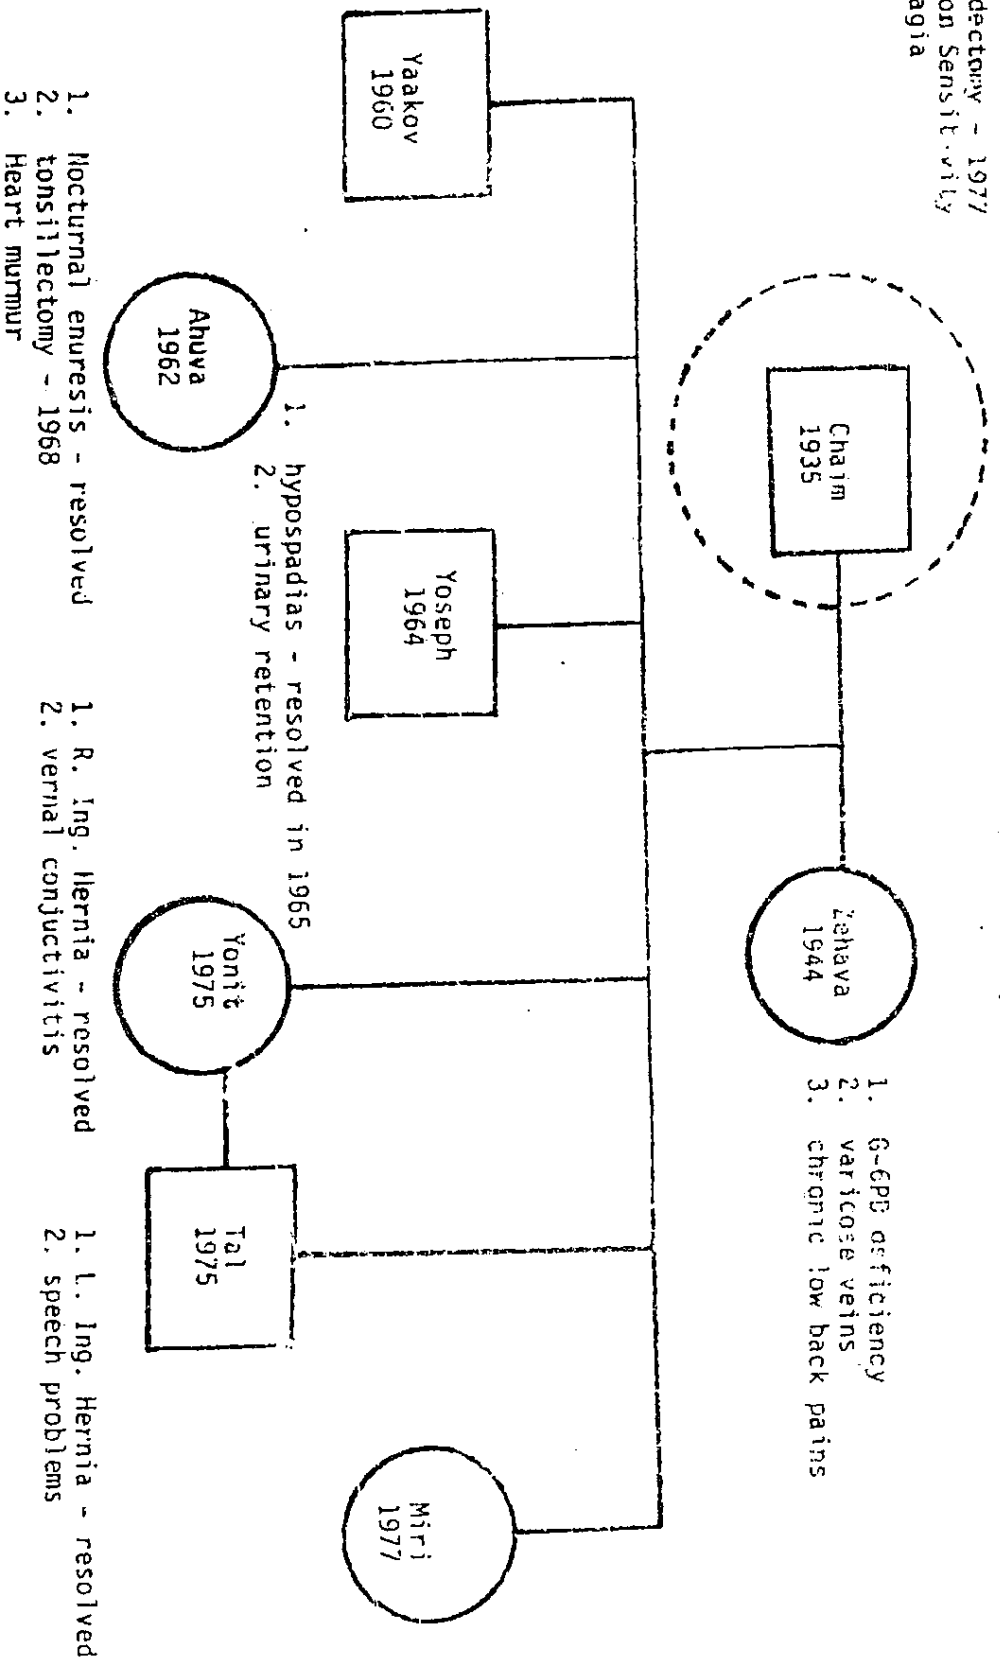 dectomy - 1977
on Sensitivity
agia
Chaim
1935
Zehava
1944
1. G-6PD deficiency
2. varicose veins
3. chronic low back pains
Yaakov
1960
Ahuva
1962
Yoseph
1964
Yonit
1975
Tal
1975
Miri
1977
1. hypospadias - resolved in 1965
2. urinary retention
1. Nocturnal enuresis - resolved
2. tonsillectomy - 1968
3. Heart murmur
1. R. Ing. Hernia - resolved
2. vernal conjuctivitis
1. L. Ing. Hernia - resolved
2. speech problems